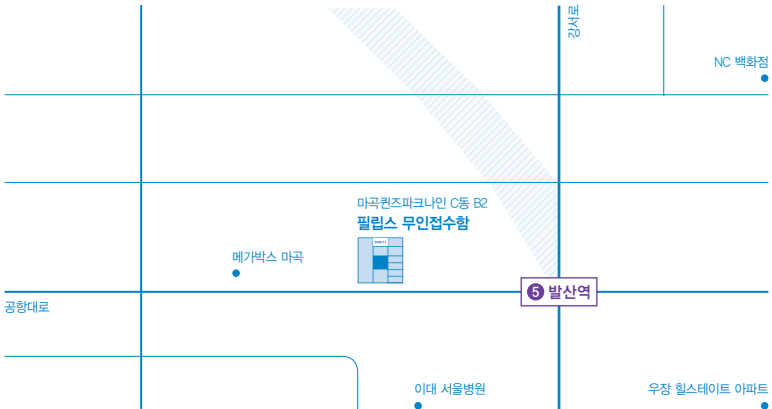 강서로
NC 백화점
마곡퀸즈파크나인 C동 B2
필립스 무인접수함
메가박스 마곡
5 발산역
공항대로
이대 서울병원
우장 힐스테이트 아파트